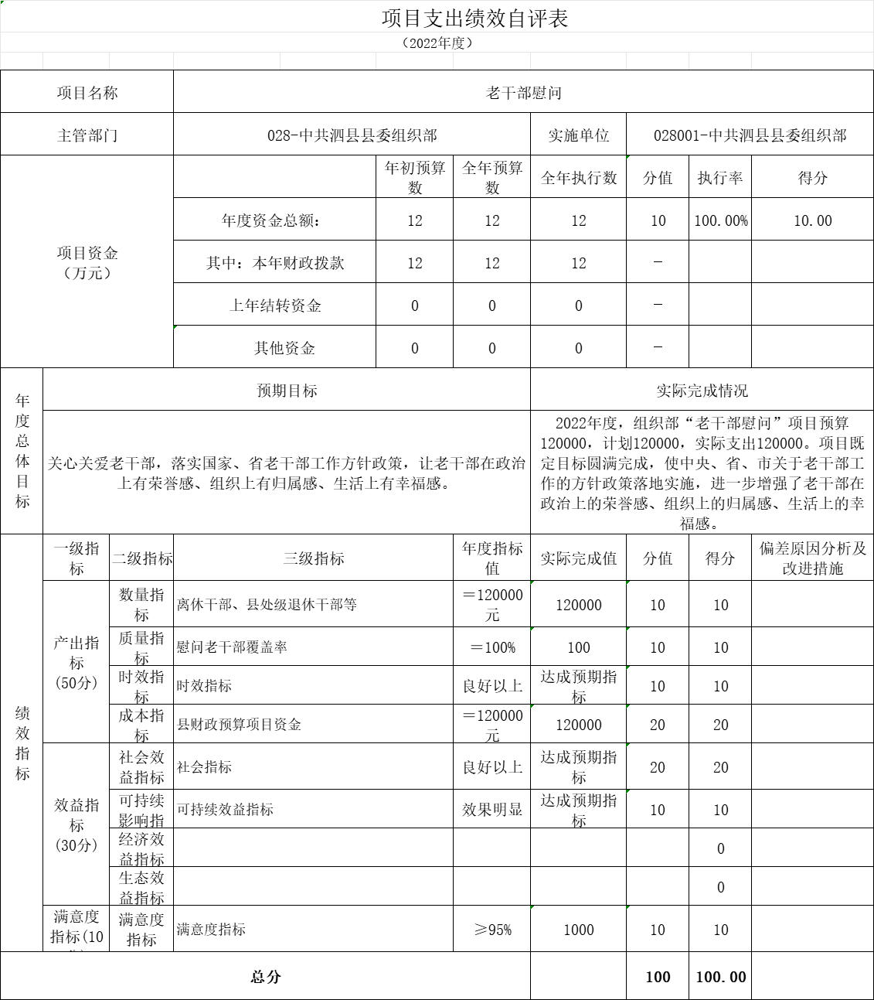 项目支出绩效自评表
（2022年度）
项目名称 老干部慰问
主管部门 028-中共泗县县委组织部 实施单位 028001-中共泗县县委组织部
项目资金
（万元）
年初预算
数
全年预算
数
全年执行数 分值 执行率 得分
年度资金总额： 12 12 12 10 100.00% 10.00
其中：本年财政拨款 12 12 12 －
上年结转资金 0 0 0 －
其他资金 0 0 0 －
年
度
总
体
目
标
预期目标 实际完成情况
关心关爱老干部，落实国家、省老干部工作方针政策，让老干部在政治
上有荣誉感、组织上有归属感、生活上有幸福感。
2022年度，组织部“老干部慰问”项目预算
120000，计划120000，实际支出120000。项目既
定目标圆满完成，使中央、省、市关于老干部工
作的方针政策落地实施，进一步增强了老干部在
政治上的荣誉感、组织上的归属感、生活上的幸
福感。
绩
效
指
标
一级指
标
二级指标 三级指标
年度指标
值
实际完成值 分值 得分
偏差原因分析及
改进措施
产出指
标
(50分)
数量指
标
离休干部、县处级退休干部等
＝120000
元
120000 10 10
质量指
标
慰问老干部覆盖率 ＝100% 100 10 10
时效指
标
时效指标 良好以上
达成预期指
标
10 10
成本指
标
县财政预算项目资金
＝120000
元
120000 20 20
效益指
标
(30分)
社会效
益指标
社会指标 良好以上
达成预期指
标
20 20
可持续
影响指
可持续效益指标 效果明显
达成预期指
标
10 10
经济效
益指标
0
生态效
益指标
0
满意度
指标(10
满意度
指标
满意度指标 ≥95% 1000 10 10
总分 100 100.00